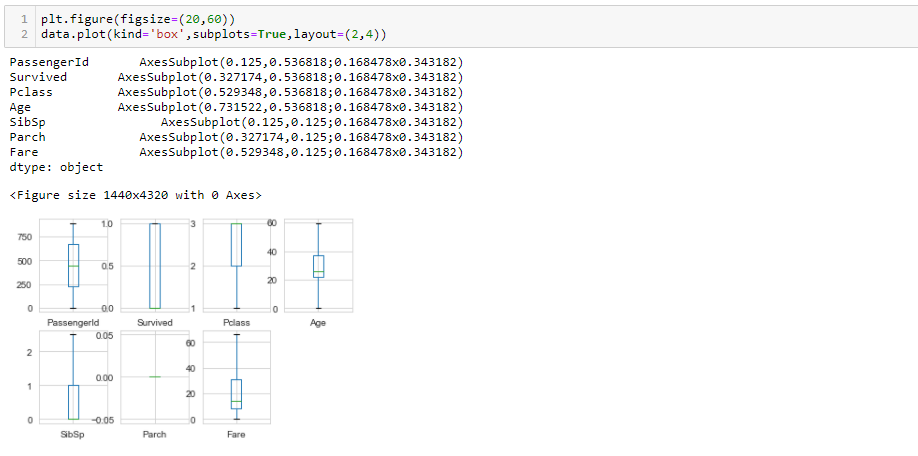 1 plt.figure(figsize=(20,60))
2 data.plot(kind='box',subplots=True,layout=(2,4))
PassengerId AxesSubplot(0.125,0.536818;0.168478x0.343182)
Survived AxesSubplot(0.327174,0.536818;0.168478x0.343182)
Pclass AxesSubplot(0.529348,0.536818;0.168478x0.343182)
Age AxesSubplot(0.731522,0.536818;0.168478x0.343182)
SibSp AxesSubplot(0.125,0.125;0.168478x0.343182)
Parch AxesSubplot(0.327174,0.125;0.168478x0.343182)
Fare AxesSubplot(0.529348,0.125;0.168478x0.343182)
dtype: object
<Figure size 1440x4320 with 0 Axes>
750
500
250
0
PassengerId
1.0
0.5
0.0
Survived
3
2
1
Pclass
60
40
20
0
Age
2
1
0
SibSp
0.05
0.00
−0.05
Parch
60
40
20
0
Fare